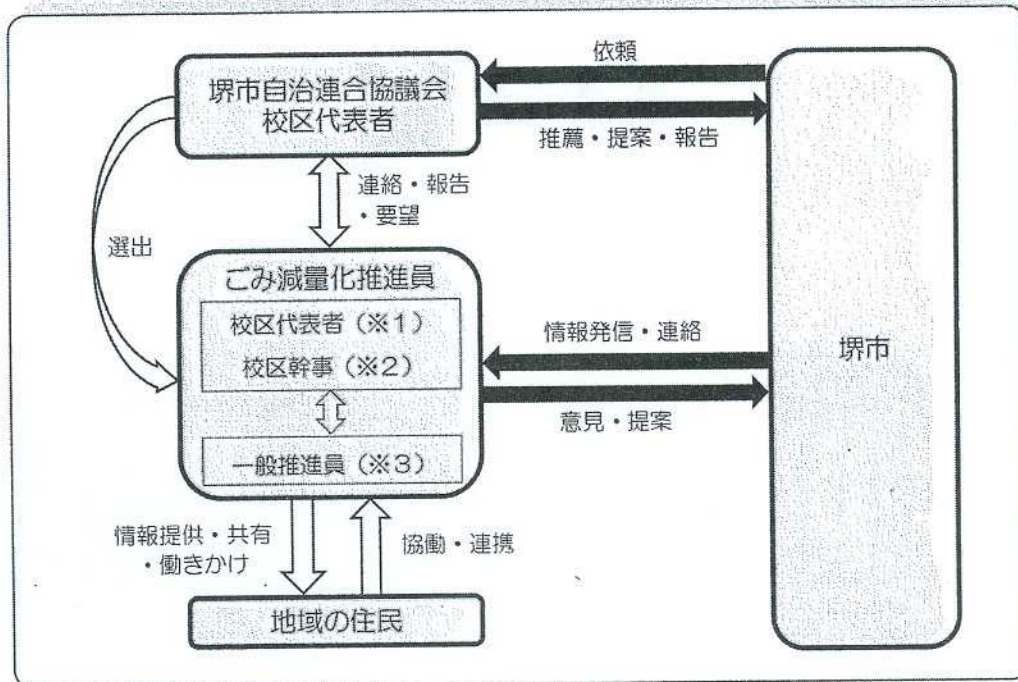 依頼
堺市自治連合協議会
校区代表者
推薦・提案・報告
連絡・報告
・要望
選出
ごみ減量化推進員
校区代表者（※1）
校区幹事（※2）
情報発信・連絡
堺市
意見・提案
一般推進員（※3）
情報提供・共有
・働きかけ
協働・連携
地域の住民